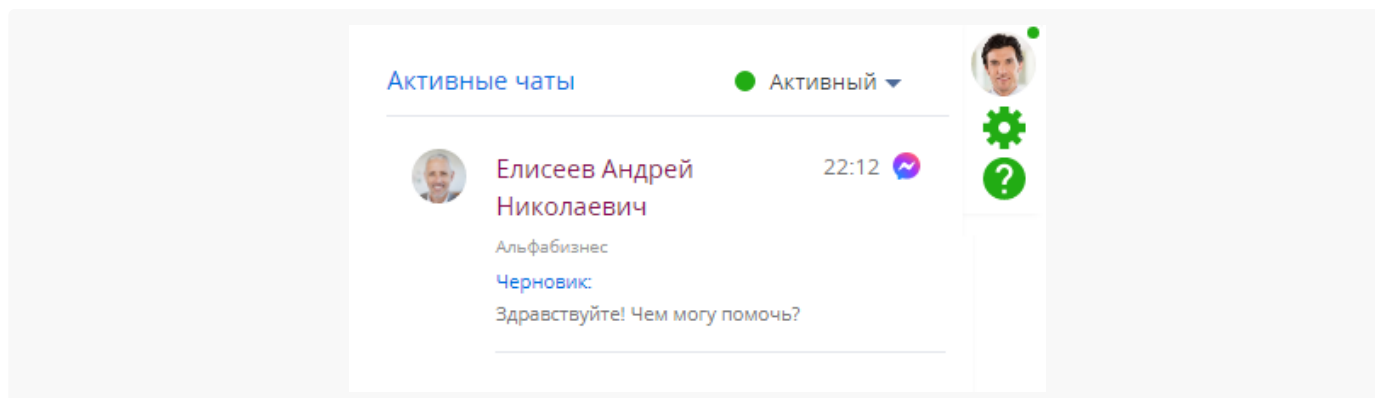 Активные чаты
Активный
Елисеев Андрей
Николаевич
22:12
Альфабизнес
Черновик:
Здравствуйте! Чем могу помочь?